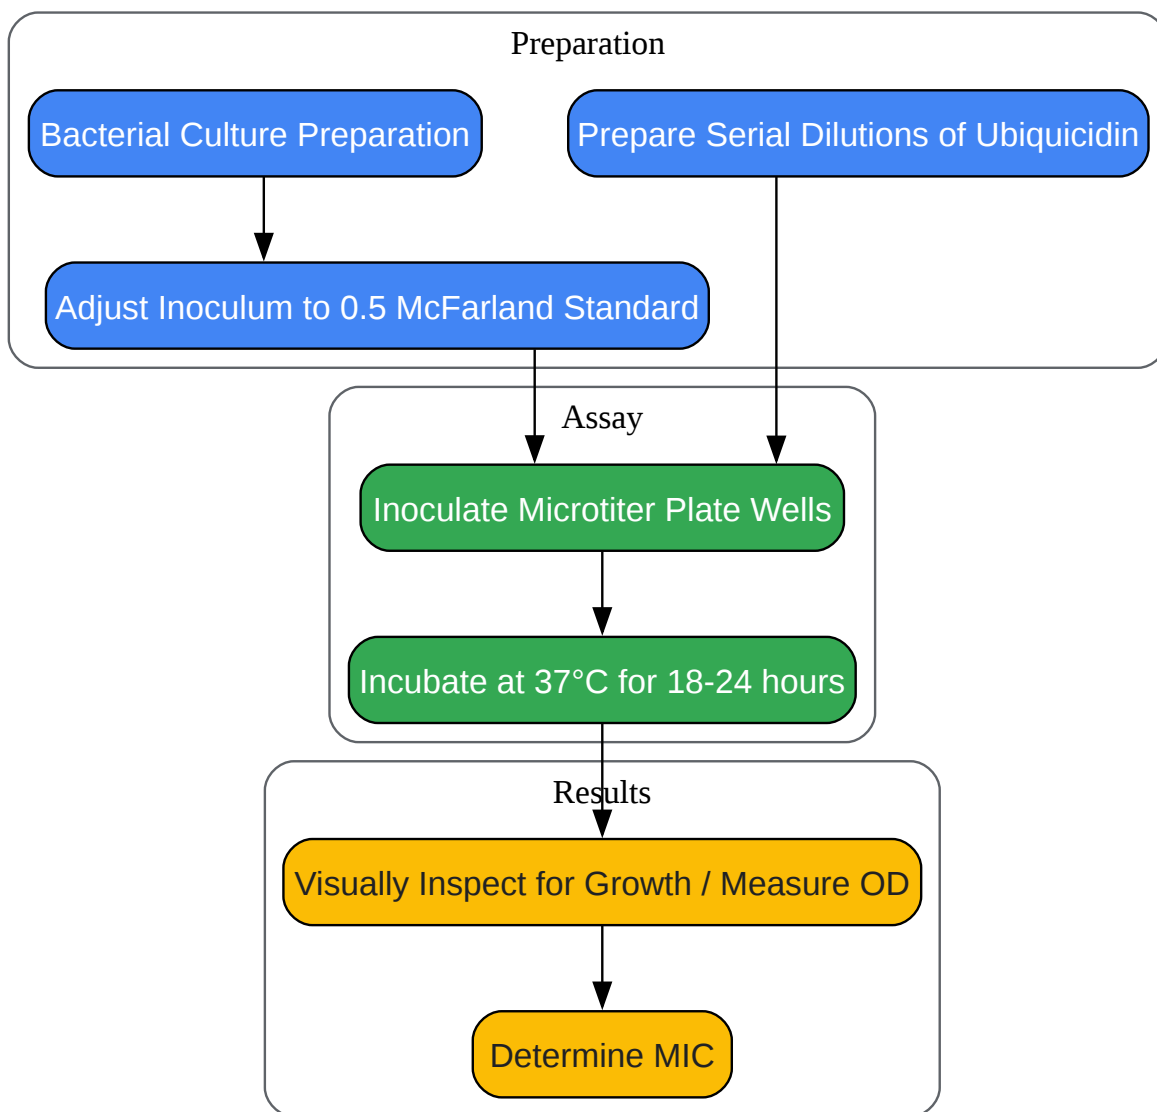 Preparation
Bacterial Culture Preparation
Prepare Serial Dilutions of Ubiquicidin
Adjust Inoculum to 0.5 McFarland Standard
Assay
Inoculate Microtiter Plate Wells
Incubate at 37°C for 18-24 hours
Results
Visually Inspect for Growth / Measure OD
Determine MIC